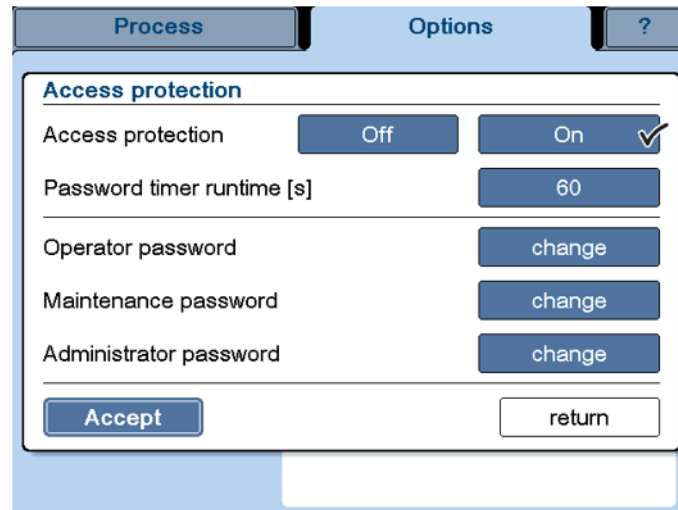 Process Options ?
Access protection
Access protection Off On
Password timer runtime [s] 60
Operator password change
Maintenance password change
Administrator password change
Accept return